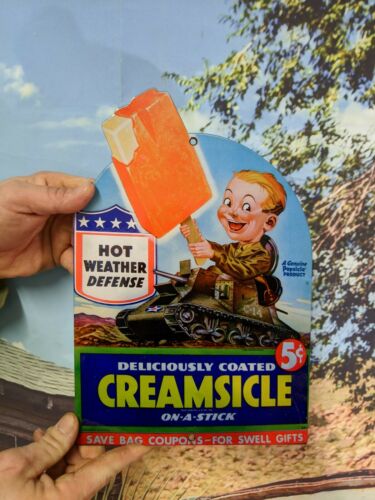 HOT
WEATHER
DEFENSE
A Genuine
"Popsicle"
PRODUCT
5¢
DELICIOUSLY COATED
CREAMSICLE
ON-A-STICK
SAVE BAG COUPONS-FOR SWELL GIFTS